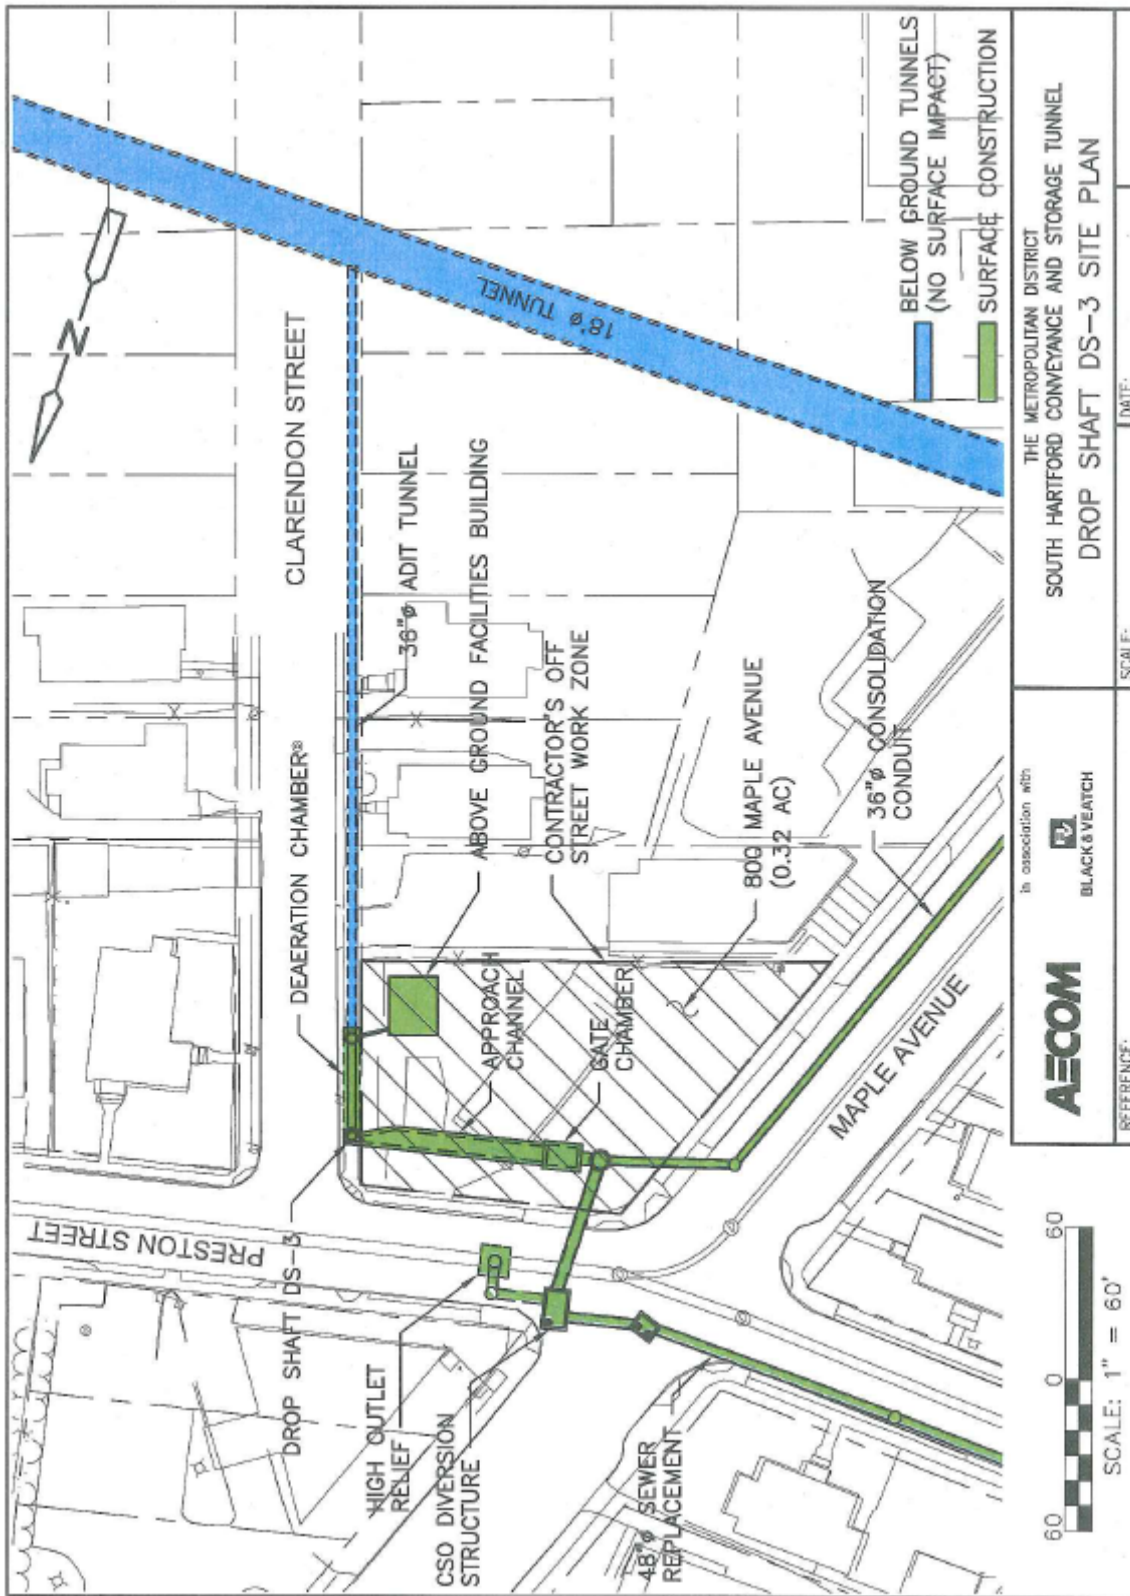 N
CLARENDON STREET
18'ø TUNNEL
36"ø ADIT TUNNEL
ABOVE GROUND FACILITIES BUILDING
CONTRACTOR'S OFF
STREET WORK ZONE
800 MAPLE AVENUE
(0.32 AC)
36"ø CONSOLIDATION
CONDUIT
DEAERATION CHAMBER
APPROACH
CHANNEL
GATE
CHAMBER
MAPLE AVENUE
PRESTON STREET
DROP SHAFT DS-3
HIGH OUTLET
RELIEF
CSO DIVERSION
STRUCTURE
48"ø SEWER
REPLACEMENT
BELOW GROUND TUNNELS
(NO SURFACE IMPACT)
SURFACE CONSTRUCTION
60 0 60
SCALE: 1" = 60'
AECOM
in association with
BLACK & VEATCH
THE METROPOLITAN DISTRICT
SOUTH HARTFORD CONVEYANCE AND STORAGE TUNNEL
DROP SHAFT DS-3 SITE PLAN
REFERENCE:
SCALE:
DATE: